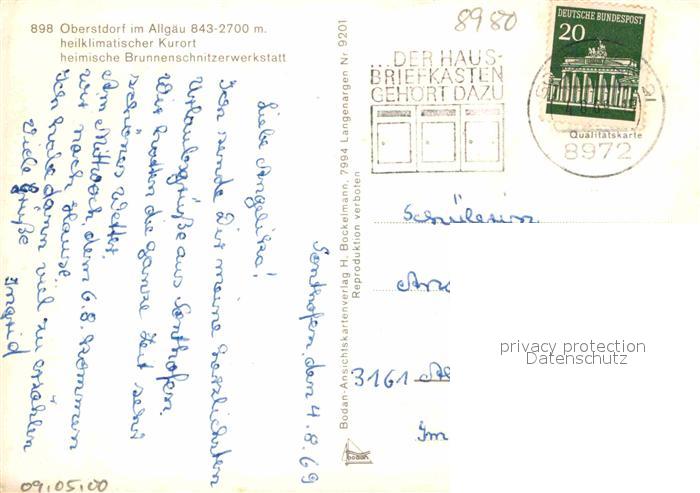 898 Oberstdorf im Allgäu 843-2700 m.
heilklimatischer Kurort
heimische Brunnenschnitzerwerkstatt
Sonthofen, den 4.8.69
Liebe Angelika!
Ich sende Dir meine herzlichsten
Urlaubsgrüße aus Sonthofen.
Wir hatten die ganze Zeit sehr
schönes Wetter.
Am Mittwoch, dem 6.8. kommen
wir nach Hause.
Ich habe dann viel zu erzählen
Viele Grüße
Ingrid
09.05.00
Bodan-Ansichtskartenverlag H. Bockelmann, 7994 Langenargen Nr. 9201
Reproduktion verboten
bodan
8980
...DER HAUS-
BRIEFKASTEN
GEHÖRT DAZU
DEUTSCHE BUNDESPOST
20
Qualitätskarte
8972
Schülerin
3161
Im
privacy protection
Datenschutz